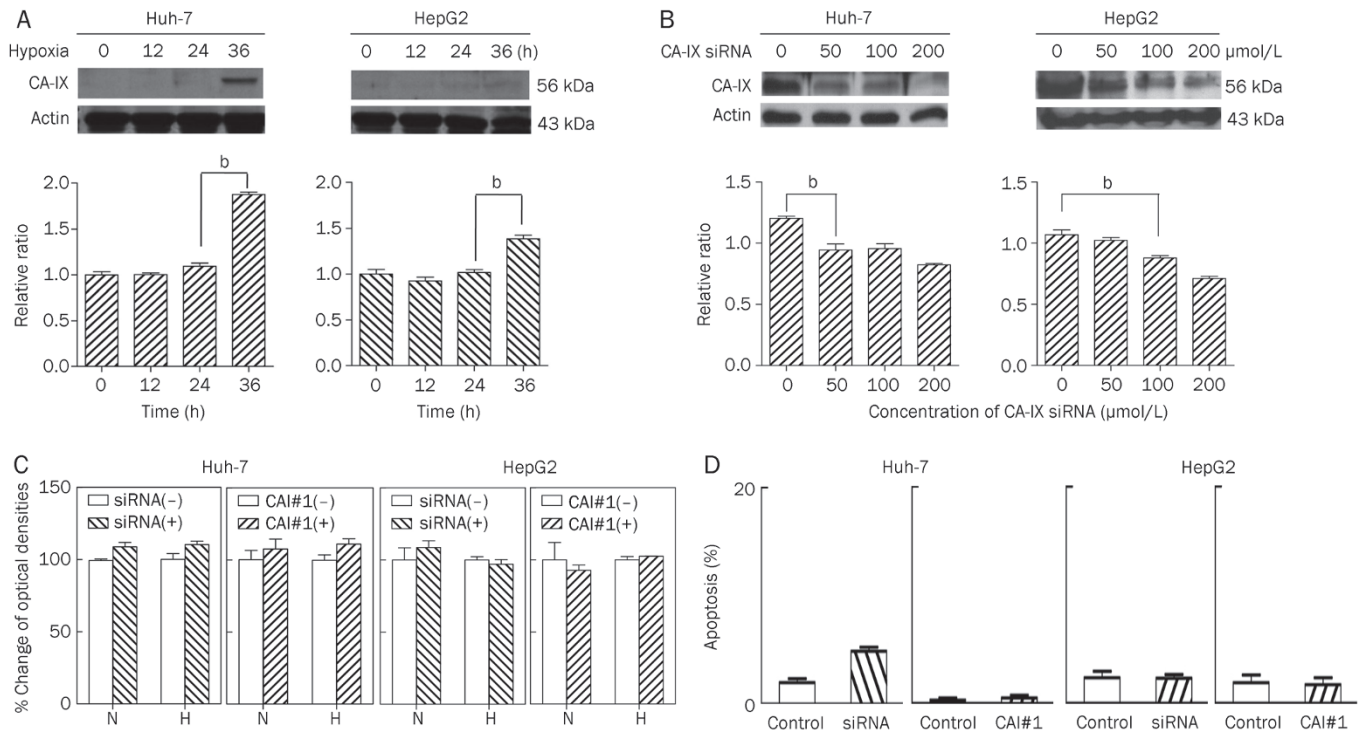 A
Huh-7
HepG2
Hypoxia 0 12 24 36 0 12 24 36 (h)
CA-IX 56 kDa
Actin 43 kDa
b
b
Relative ratio
2.0
1.5
1.0
0.5
0.0
0 12 24 36
Time (h)
2.0
1.5
1.0
0.5
0.0
0 12 24 36
Time (h)
B
Huh-7
HepG2
CA-IX siRNA 0 50 100 200 0 50 100 200 µmol/L
CA-IX 56 kDa
Actin 43 kDa
b
b
Relative ratio
1.5
1.0
0.5
0.0
0 50 100 200
1.5
1.0
0.5
0.0
0 50 100 200
Concentration of CA-IX siRNA (µmol/L)
C
Huh-7
HepG2
% Change of optical densities
150
100
50
0
siRNA(−)
siRNA(+)
N H
CAI#1(−)
CAI#1(+)
N H
siRNA(−)
siRNA(+)
N H
CAI#1(−)
CAI#1(+)
N H
D
Huh-7
HepG2
Apoptosis (%)
20
0
Control siRNA
Control CAI#1
Control siRNA
Control CAI#1